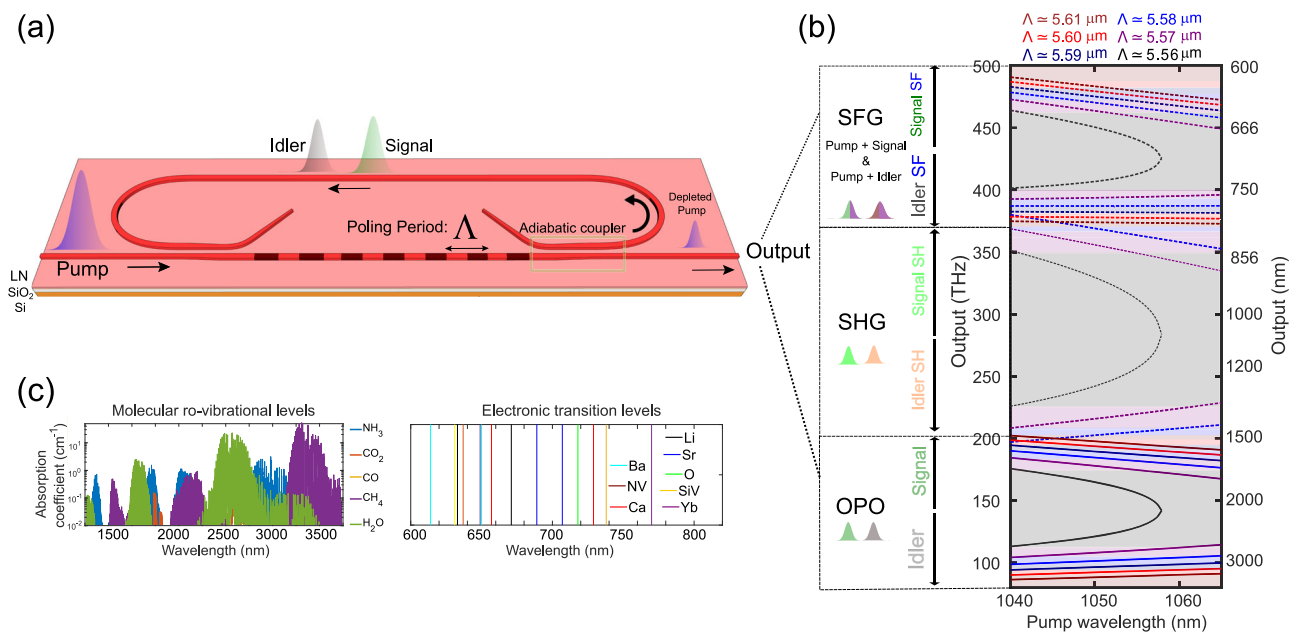 (a)
Idler
Signal
Poling Period:
Λ
Adiabatic coupler
Depleted
Pump
Pump
Output
LN
SiO2
Si
(b)
Λ ≃ 5.61 μm
Λ ≃ 5.58 μm
Λ ≃ 5.60 μm
Λ ≃ 5.57 μm
Λ ≃ 5.59 μm
Λ ≃ 5.56 μm
SFG
Pump + Signal
&
Pump + Idler
Signal SF
Idler SF
SHG
Signal SH
Idler SH
OPO
Signal
Idler
Output (THz)
500
450
400
350
300
250
200
150
100
600
666
750
856
1000
1200
1500
2000
3000
Output (nm)
1040
1050
1060
Pump wavelength (nm)
(c)
Molecular ro-vibrational levels
Absorption
coefficient (cm-1)
10^1
10^0
10^-1
10^-2
1500
2000
2500
3000
3500
Wavelength (nm)
NH3
CO2
CO
CH4
H2O
Electronic transition levels
Ba
NV
Ca
Li
Sr
O
SiV
Yb
600
650
700
740
800
Wavelength (nm)